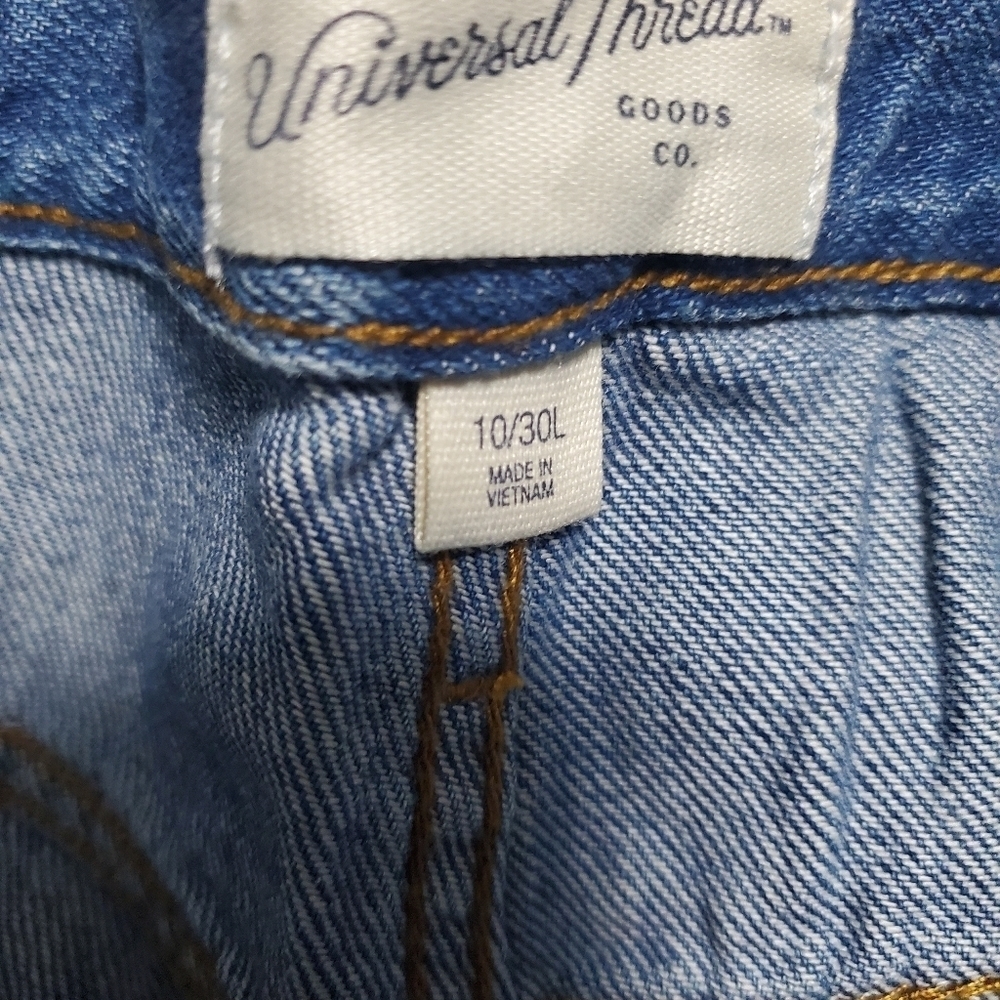 Universal Thread™
GOODS
CO.
10/30L
MADE IN
VIETNAM